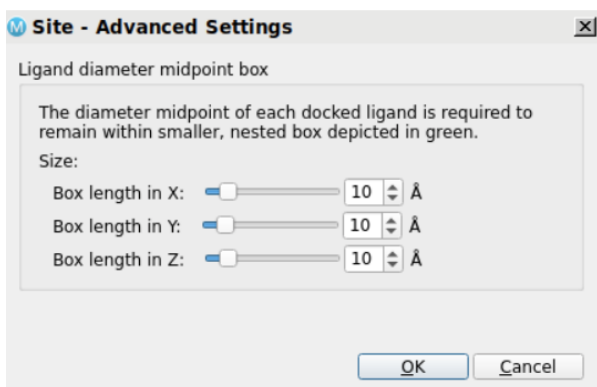 M Site - Advanced Settings
Ligand diameter midpoint box
The diameter midpoint of each docked ligand is required to
remain within smaller, nested box depicted in green.
Size:
Box length in X: 10 Å
Box length in Y: 10 Å
Box length in Z: 10 Å
OK Cancel